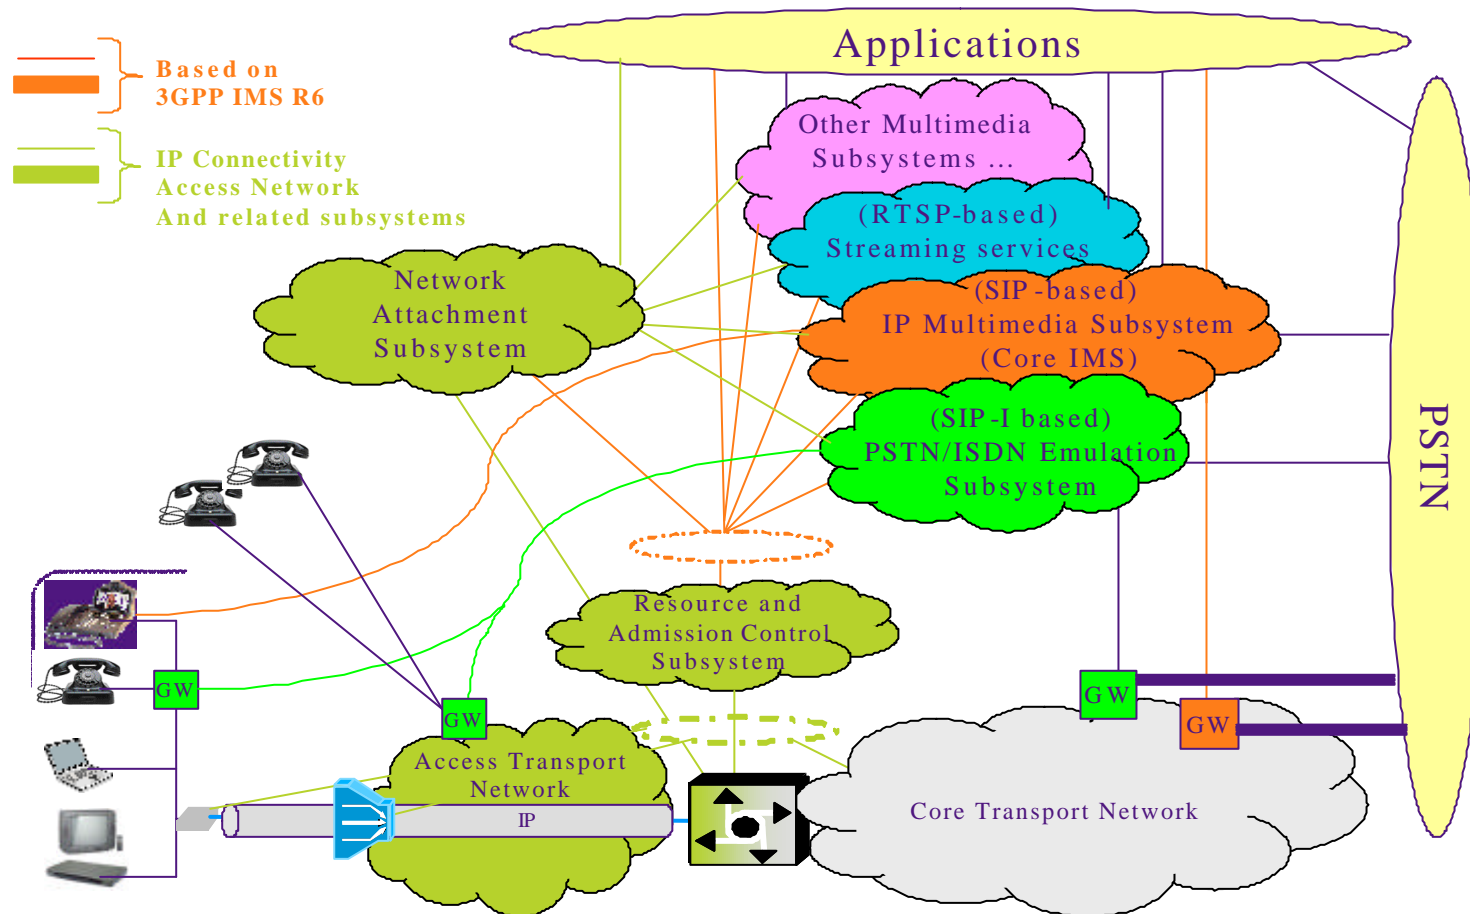 Applications
Based on
3GPP IMS R6
IP Connectivity
Access Network
And related subsystems
Other Multimedia
Subsystems ...
(RTSP-based)
Streaming services
Network
Attachment
Subsystem
(SIP-based)
IP Multimedia Subsystem
(Core IMS)
(SIP-I based)
PSTN/ISDN Emulation
Subsystem
PSTN
Resource and
Admission Control
Subsystem
GW
GW
GW
GW
Access Transport
Network
IP
Core Transport Network